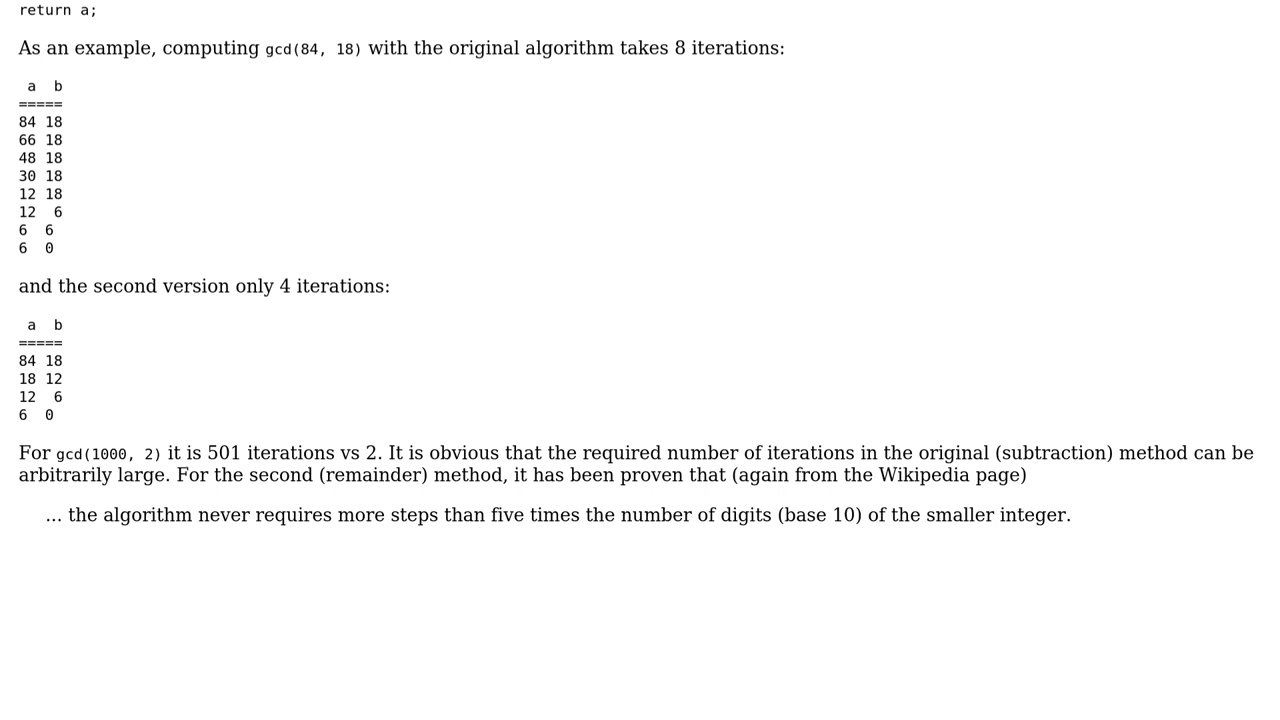 return a;
As an example, computing gcd(84, 18) with the original algorithm takes 8 iterations:
 a  b
=====
84 18
66 18
48 18
30 18
12 18
12  6
6  6
6  0
and the second version only 4 iterations:
 a  b
=====
84 18
18 12
12  6
6  0
For gcd(1000, 2) it is 501 iterations vs 2. It is obvious that the required number of iterations in the original (subtraction) method can be
arbitrarily large. For the second (remainder) method, it has been proven that (again from the Wikipedia page)
... the algorithm never requires more steps than five times the number of digits (base 10) of the smaller integer.